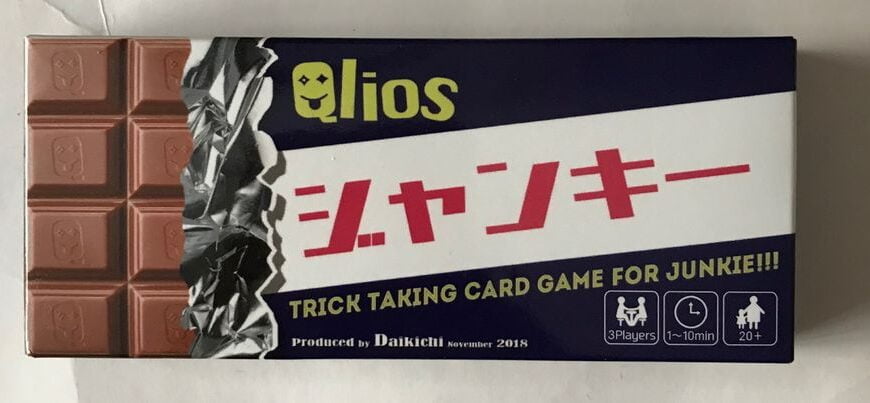 Qlios
ジャンキー
TRICK TAKING CARD GAME FOR JUNKIE!!!
Produced by Daikichi November 2018
3Players
1～10min
20+